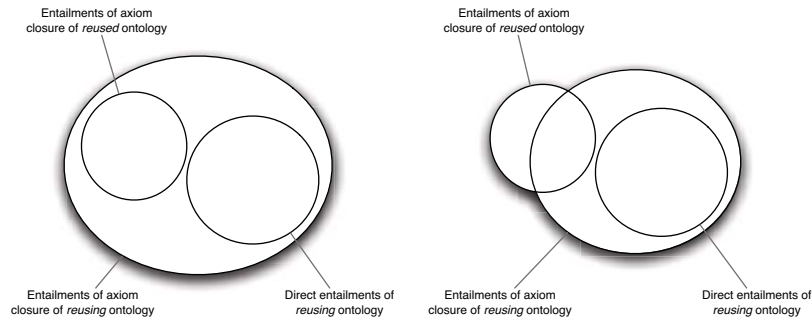 Entailments of axiom
closure of reused ontology
Entailments of axiom
closure of reused ontology
Entailments of axiom
closure of reusing ontology
Direct entailments of
reusing ontology
Entailments of axiom
closure of reusing ontology
Direct entailments of
reusing ontology